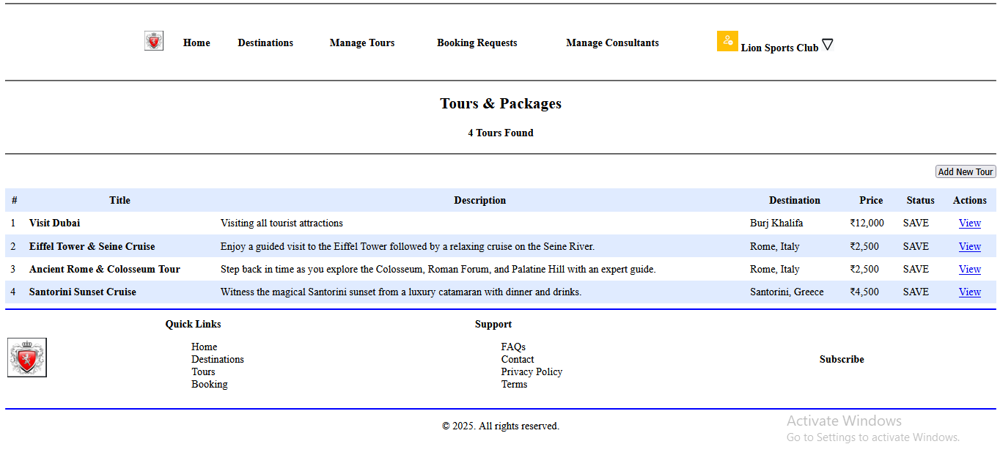 Home Destinations Manage Tours Booking Requests Manage Consultants Lion Sports Club
Tours & Packages
4 Tours Found
Add New Tour
# Title Description Destination Price Status Actions
1 Visit Dubai Visiting all tourist attractions Burj Khalifa ₹12,000 SAVE View
2 Eiffel Tower & Seine Cruise Enjoy a guided visit to the Eiffel Tower followed by a relaxing cruise on the Seine River. Rome, Italy ₹2,500 SAVE View
3 Ancient Rome & Colosseum Tour Step back in time as you explore the Colosseum, Roman Forum, and Palatine Hill with an expert guide. Rome, Italy ₹2,500 SAVE View
4 Santorini Sunset Cruise Witness the magical Santorini sunset from a luxury catamaran with dinner and drinks. Santorini, Greece ₹4,500 SAVE View
Quick Links
Home
Destinations
Tours
Booking
Support
FAQs
Contact
Privacy Policy
Terms
Subscribe
© 2025. All rights reserved.
Activate Windows
Go to Settings to activate Windows.